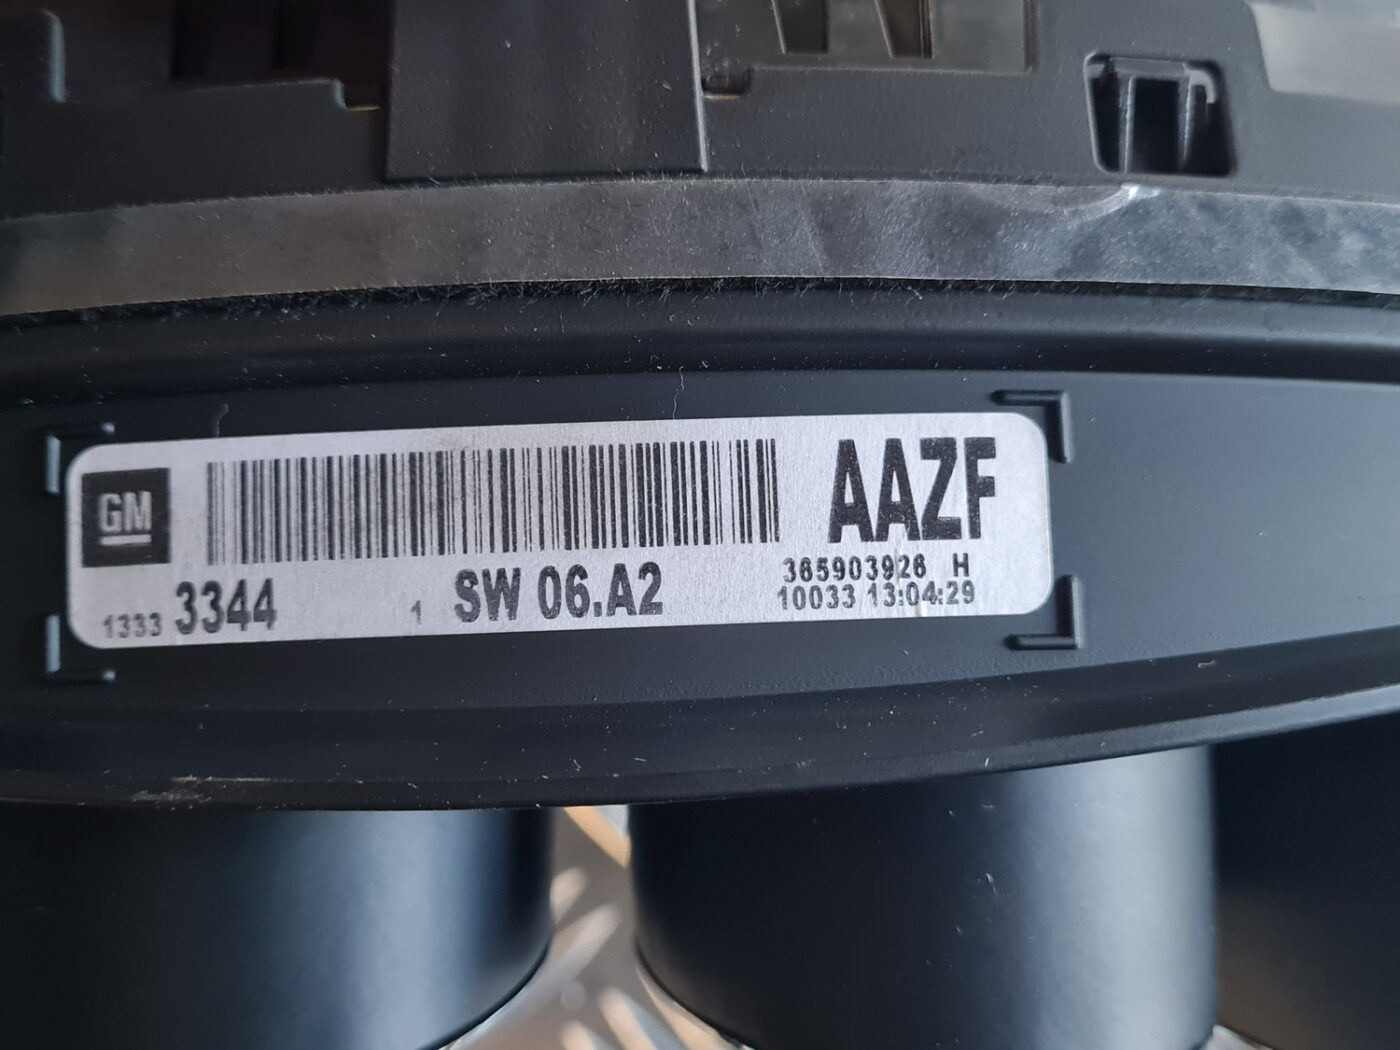 GM
AAZF
365903926 H
1333 3344 1 SW 06.A2
10033 13:04:29